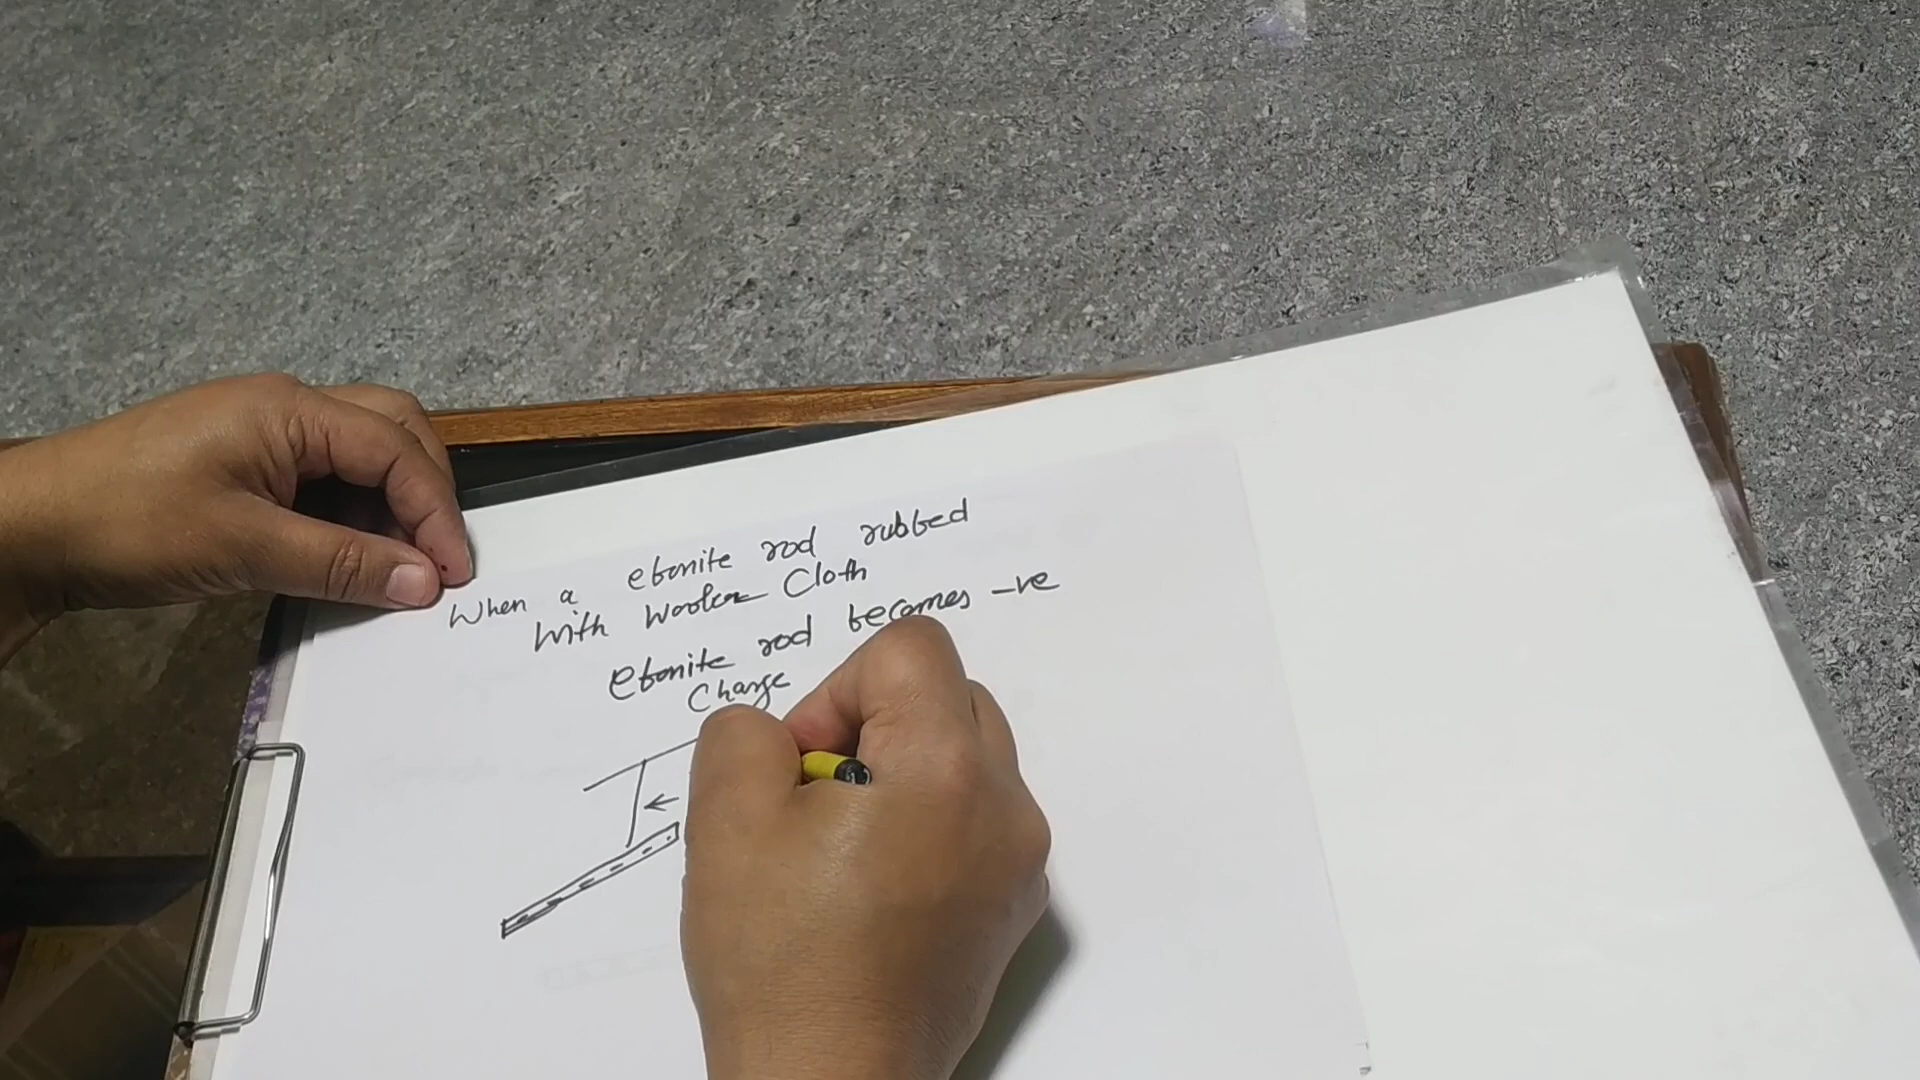 When a ebonite rod rubbed
with woolen Cloth
Ebonite rod becomes -ve
Charge